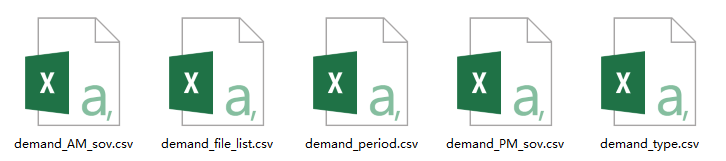 demand_AM_sov.csv
demand_file_list.csv
demand_period.csv
demand_PM_sov.csv
demand_type.csv